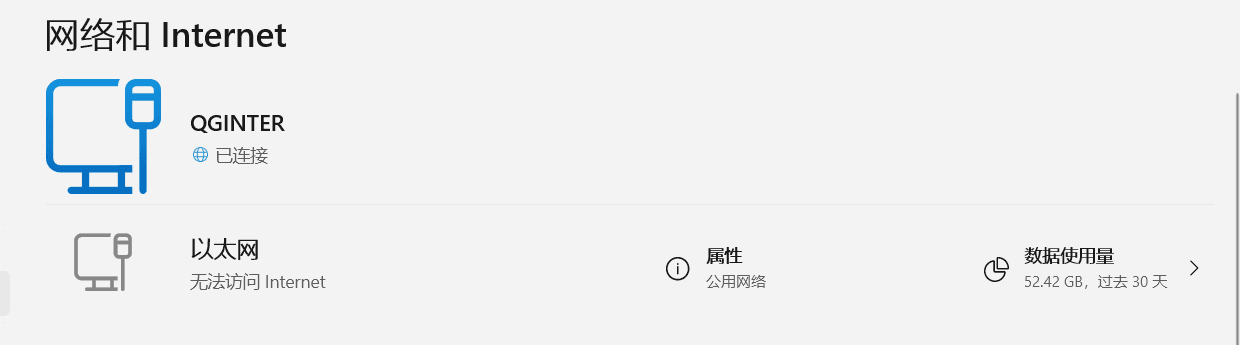 网络和 Internet
QGINTER
已连接
以太网
无法访问 Internet
属性
公用网络
数据使用量
52.42 GB，过去 30 天